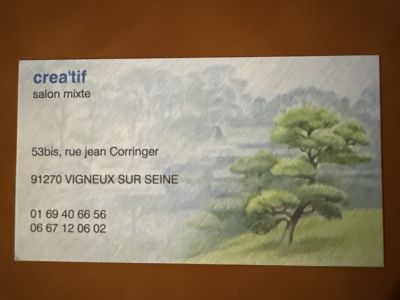 crea'tif
salon mixte
53bis, rue jean Corringer
91270 VIGNEUX SUR SEINE
01 69 40 66 56
06 67 12 06 02